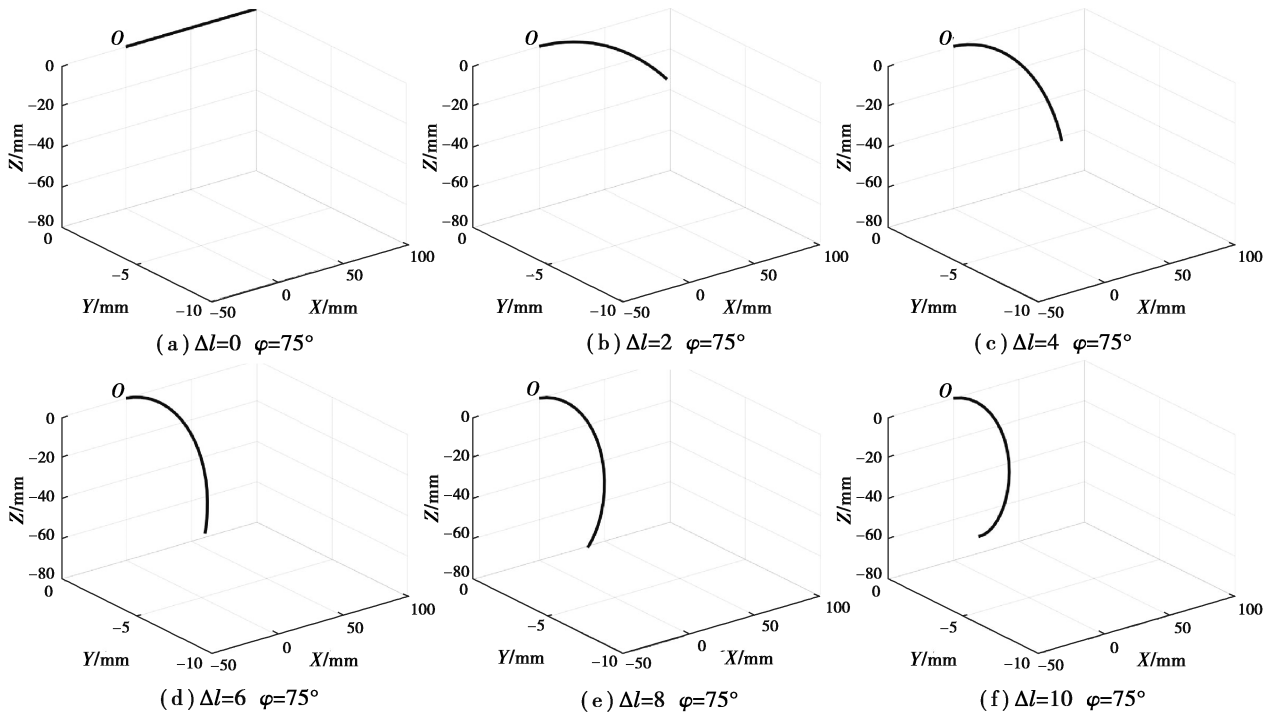 O
0
−20
−40
−60
−80
0
−5
−10
−50
0
50
100
Z/mm
Y/mm
X/mm
(a) Δl=0 φ=75°
O
0
−20
−40
−60
−80
0
−5
−10
−50
0
50
100
Z/mm
Y/mm
X/mm
(b) Δl=2 φ=75°
O
0
−20
−40
−60
−80
0
−5
−10
−50
0
50
100
Z/mm
Y/mm
X/mm
(c) Δl=4 φ=75°
O
0
−20
−40
−60
−80
0
−5
−10
−50
0
50
100
Z/mm
Y/mm
X/mm
(d) Δl=6 φ=75°
O
0
−20
−40
−60
−80
0
−5
−10
−50
0
50
100
Z/mm
Y/mm
X/mm
(e) Δl=8 φ=75°
O
0
−20
−40
−60
−80
0
−5
−10
−50
0
50
100
Z/mm
Y/mm
X/mm
(f) Δl=10 φ=75°